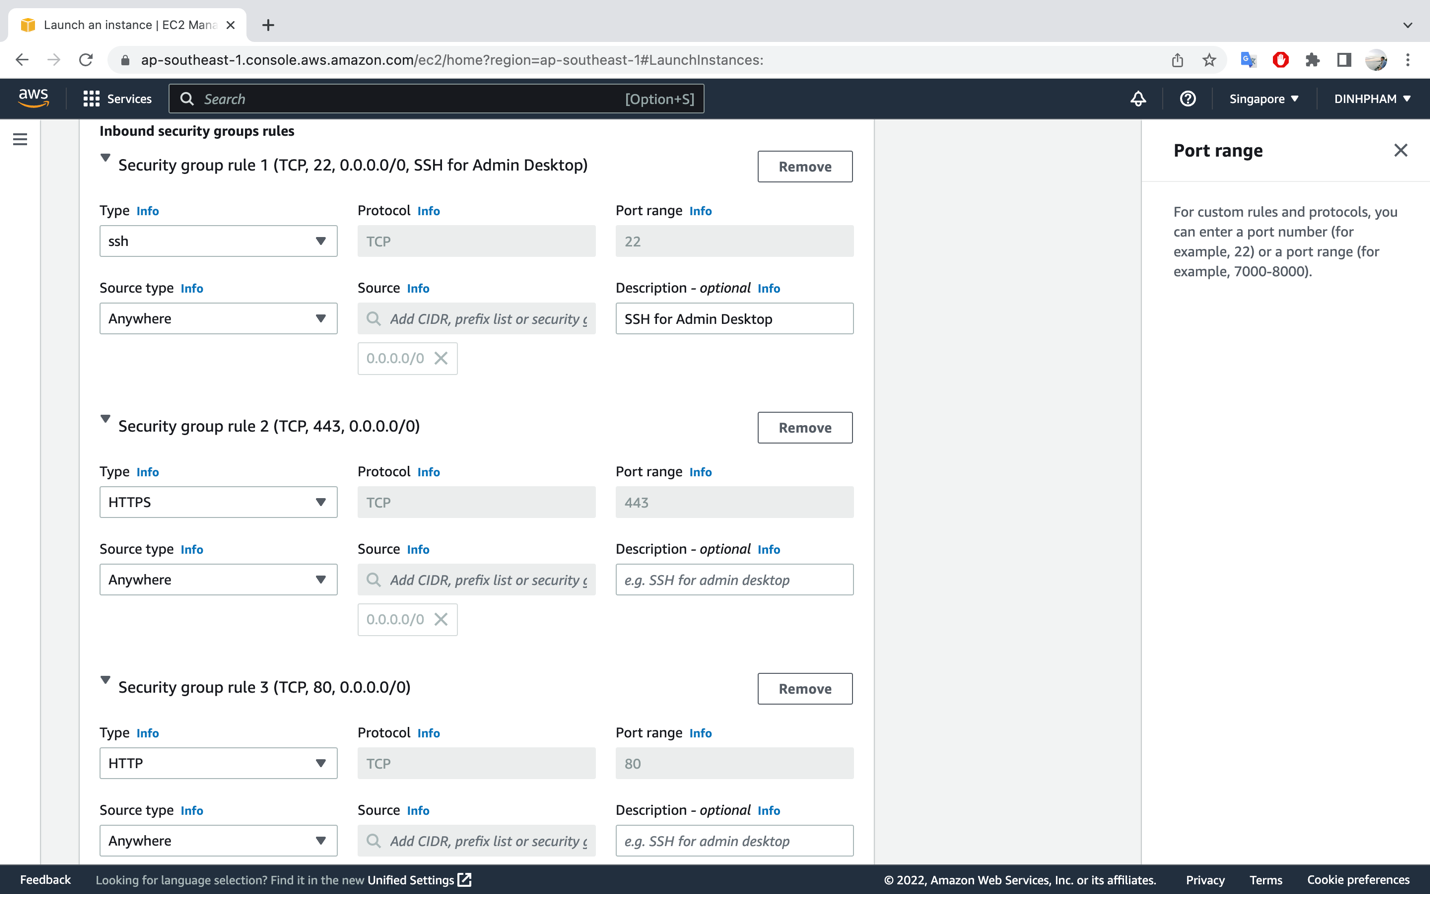 Launch an instance | EC2 Mana
ap-southeast-1.console.aws.amazon.com/ec2/home?region=ap-southeast-1#LaunchInstances:
aws
Services
Search
[Option+S]
Singapore
DINHPHAM
Inbound security groups rules
Security group rule 1 (TCP, 22, 0.0.0.0/0, SSH for Admin Desktop)
Remove
Type Info
Protocol Info
Port range Info
ssh
TCP
22
Source type Info
Source Info
Description - optional Info
Anywhere
Add CIDR, prefix list or security
SSH for Admin Desktop
0.0.0.0/0
Security group rule 2 (TCP, 443, 0.0.0.0/0)
Remove
Type Info
Protocol Info
Port range Info
HTTPS
TCP
443
Source type Info
Source Info
Description - optional Info
Anywhere
Add CIDR, prefix list or security
e.g. SSH for admin desktop
0.0.0.0/0
Security group rule 3 (TCP, 80, 0.0.0.0/0)
Remove
Type Info
Protocol Info
Port range Info
HTTP
TCP
80
Source type Info
Source Info
Description - optional Info
Anywhere
Add CIDR, prefix list or security
e.g. SSH for admin desktop
Port range
For custom rules and protocols, you
can enter a port number (for
example, 22) or a port range (for
example, 7000-8000).
Feedback
Looking for language selection? Find it in the new Unified Settings
© 2022, Amazon Web Services, Inc. or its affiliates.
Privacy
Terms
Cookie preferences